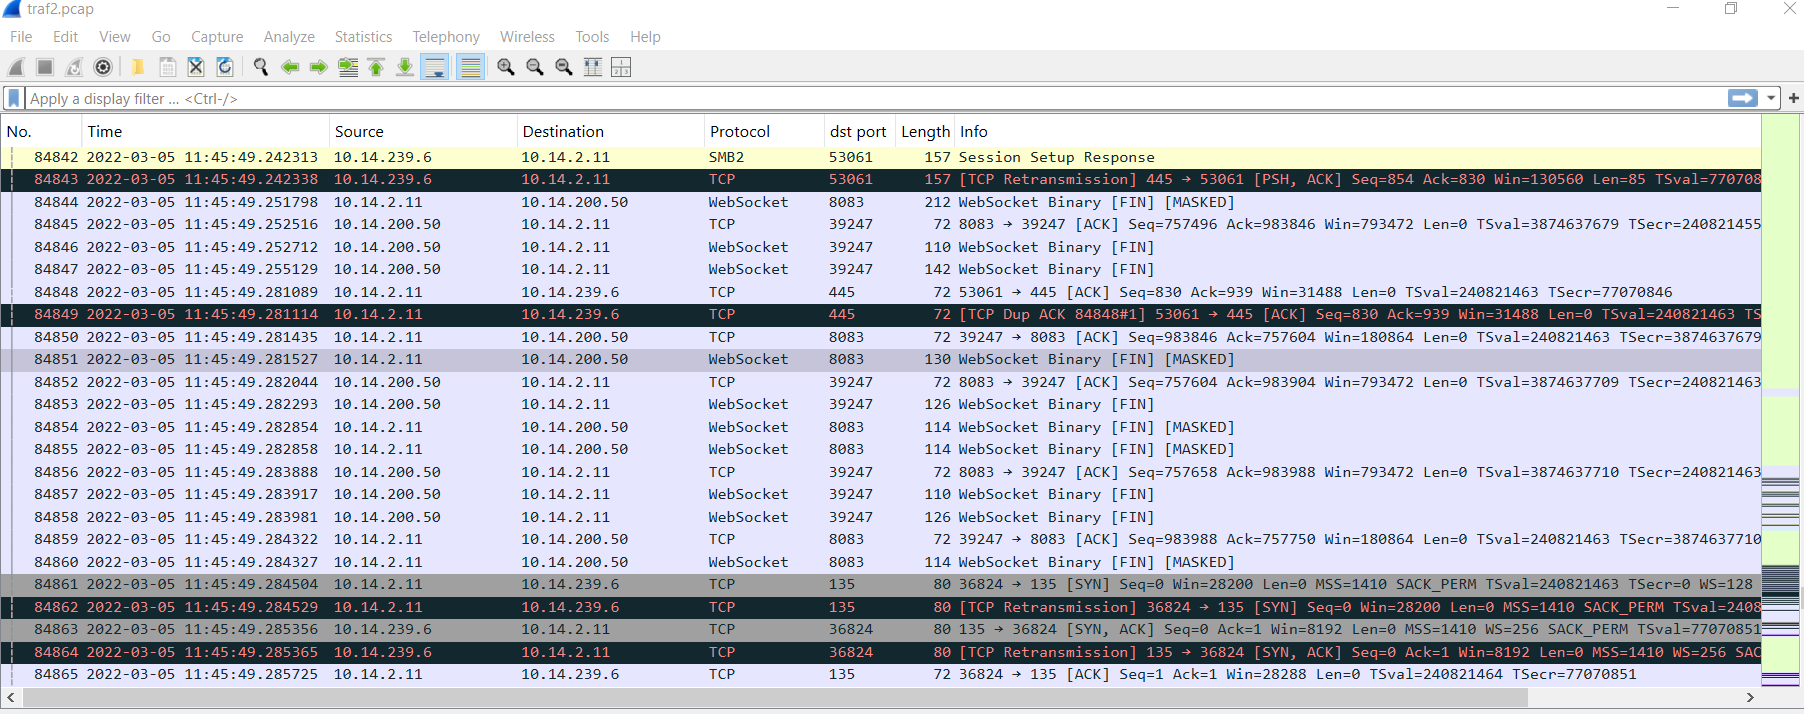 traf2.pcap
File Edit View Go Capture Analyze Statistics Telephony Wireless Tools Help
Apply a display filter ... <Ctrl-/>
No. Time Source Destination Protocol dst port Length Info
84842 2022-03-05 11:45:49.242313 10.14.239.6 10.14.2.11 SMB2 53061 157 Session Setup Response
84843 2022-03-05 11:45:49.242338 10.14.239.6 10.14.2.11 TCP 53061 157 [TCP Retransmission] 445 → 53061 [PSH, ACK] Seq=854 Ack=830 Win=130560 Len=85 TSval=770708
84844 2022-03-05 11:45:49.251798 10.14.2.11 10.14.200.50 WebSocket 8083 212 WebSocket Binary [FIN] [MASKED]
84845 2022-03-05 11:45:49.252516 10.14.200.50 10.14.2.11 TCP 39247 72 8083 → 39247 [ACK] Seq=757496 Ack=983846 Win=793472 Len=0 TSval=3874637679 TSecr=240821455
84846 2022-03-05 11:45:49.252712 10.14.200.50 10.14.2.11 WebSocket 39247 110 WebSocket Binary [FIN]
84847 2022-03-05 11:45:49.255129 10.14.200.50 10.14.2.11 WebSocket 39247 142 WebSocket Binary [FIN]
84848 2022-03-05 11:45:49.281089 10.14.2.11 10.14.239.6 TCP 445 72 53061 → 445 [ACK] Seq=830 Ack=939 Win=31488 Len=0 TSval=240821463 TSecr=77070846
84849 2022-03-05 11:45:49.281114 10.14.2.11 10.14.239.6 TCP 445 72 [TCP Dup ACK 84848#1] 53061 → 445 [ACK] Seq=830 Ack=939 Win=31488 Len=0 TSval=240821463 TS
84850 2022-03-05 11:45:49.281435 10.14.2.11 10.14.200.50 TCP 8083 72 39247 → 8083 [ACK] Seq=983846 Ack=757604 Win=180864 Len=0 TSval=240821463 TSecr=3874637679
84851 2022-03-05 11:45:49.281527 10.14.2.11 10.14.200.50 WebSocket 8083 130 WebSocket Binary [FIN] [MASKED]
84852 2022-03-05 11:45:49.282044 10.14.200.50 10.14.2.11 TCP 39247 72 8083 → 39247 [ACK] Seq=757604 Ack=983904 Win=793472 Len=0 TSval=3874637709 TSecr=240821463
84853 2022-03-05 11:45:49.282293 10.14.200.50 10.14.2.11 WebSocket 39247 126 WebSocket Binary [FIN]
84854 2022-03-05 11:45:49.282854 10.14.2.11 10.14.200.50 WebSocket 8083 114 WebSocket Binary [FIN] [MASKED]
84855 2022-03-05 11:45:49.282858 10.14.2.11 10.14.200.50 WebSocket 8083 114 WebSocket Binary [FIN] [MASKED]
84856 2022-03-05 11:45:49.283888 10.14.200.50 10.14.2.11 TCP 39247 72 8083 → 39247 [ACK] Seq=757658 Ack=983988 Win=793472 Len=0 TSval=3874637710 TSecr=240821463
84857 2022-03-05 11:45:49.283917 10.14.200.50 10.14.2.11 WebSocket 39247 110 WebSocket Binary [FIN]
84858 2022-03-05 11:45:49.283981 10.14.200.50 10.14.2.11 WebSocket 39247 126 WebSocket Binary [FIN]
84859 2022-03-05 11:45:49.284322 10.14.2.11 10.14.200.50 TCP 8083 72 39247 → 8083 [ACK] Seq=983988 Ack=757750 Win=180864 Len=0 TSval=240821463 TSecr=3874637710
84860 2022-03-05 11:45:49.284327 10.14.2.11 10.14.200.50 WebSocket 8083 114 WebSocket Binary [FIN] [MASKED]
84861 2022-03-05 11:45:49.284504 10.14.2.11 10.14.239.6 TCP 135 80 36824 → 135 [SYN] Seq=0 Win=28200 Len=0 MSS=1410 SACK_PERM TSval=240821463 TSecr=0 WS=128
84862 2022-03-05 11:45:49.284529 10.14.2.11 10.14.239.6 TCP 135 80 [TCP Retransmission] 36824 → 135 [SYN] Seq=0 Win=28200 Len=0 MSS=1410 SACK_PERM TSval=2408
84863 2022-03-05 11:45:49.285356 10.14.239.6 10.14.2.11 TCP 36824 80 135 → 36824 [SYN, ACK] Seq=0 Ack=1 Win=8192 Len=0 MSS=1410 WS=256 SACK_PERM TSval=77070851
84864 2022-03-05 11:45:49.285365 10.14.239.6 10.14.2.11 TCP 36824 80 [TCP Retransmission] 135 → 36824 [SYN, ACK] Seq=0 Ack=1 Win=8192 Len=0 MSS=1410 WS=256 SAC
84865 2022-03-05 11:45:49.285725 10.14.2.11 10.14.239.6 TCP 135 72 36824 → 135 [ACK] Seq=1 Ack=1 Win=28288 Len=0 TSval=240821464 TSecr=77070851